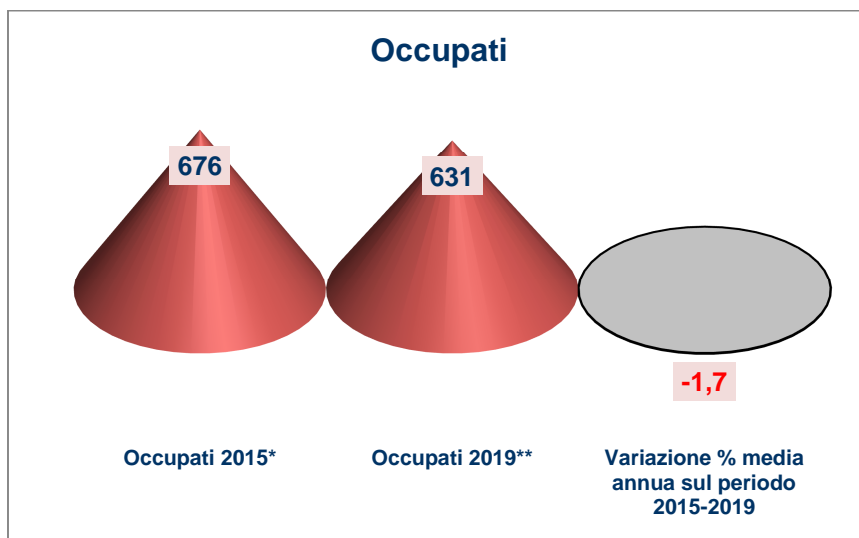 Occupati
676
631
-1,7
Occupati 2015*
Occupati 2019**
Variazione % media
annua sul periodo
2015-2019